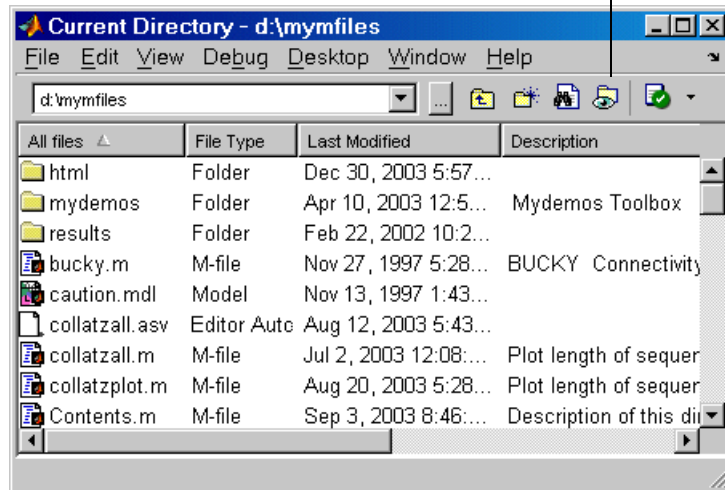 Current Directory - d:\mymfiles
File Edit View Debug Desktop Window Help
d:\mymfiles ...
All files File Type Last Modified Description
html Folder Dec 30, 2003 5:57...
mydemos Folder Apr 10, 2003 12:5... Mydemos Toolbox
results Folder Feb 22, 2002 10:2...
bucky.m M-file Nov 27, 1997 5:28... BUCKY Connectivity
caution.mdl Model Nov 13, 1997 1:43...
collatzall.asv Editor Auto Aug 12, 2003 5:43...
collatzall.m M-file Jul 2, 2003 12:08:... Plot length of sequen
collatzplot.m M-file Aug 20, 2003 5:28... Plot length of sequen
Contents.m M-file Sep 3, 2003 8:46:... Description of this dir